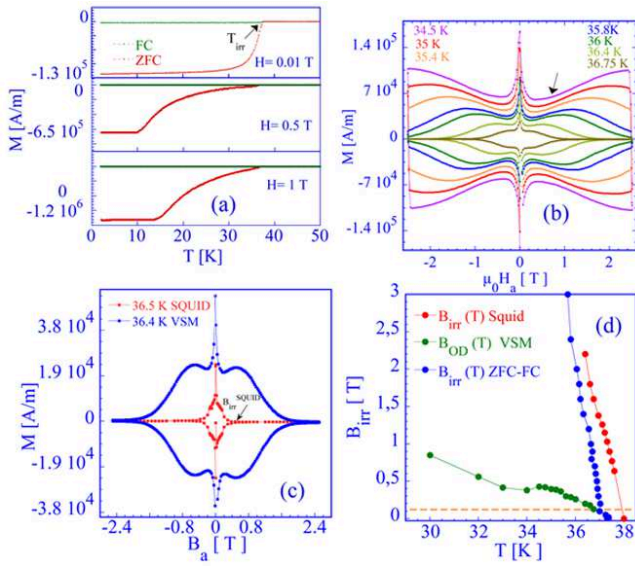 FC
ZFC
T_irr
H= 0.01 T
-1.3 10^5
0
H= 0.5 T
-6.5 10^5
0
H= 1 T
0
-1.2 10^6
(a)
M [A/m]
0 10 20 30 40 50
T [K]
34.5 K
35 K
35.4 K
35.8K
36 K
36.4 K
36.75 K
1.4 10^5
7 10^4
0
-7 10^4
-1.4 10^5
M [A/m]
(b)
-2 -1 0 1 2
μ_0H_a [ T ]
36.5 K SQUID
36.4 K VSM
3.8 10^4
1.9 10^4
0
-1.9 10^4
-3.8 10^4
M [A/m]
B_irr^SQUID
(c)
-2.4 -0.8 0 0.8 2.4
B_a [ T ]
(d)
B_irr (T) Squid
B_OD (T) VSM
B_irr (T) ZFC-FC
3
2,5
2
1,5
1
0,5
0
B_irr [ T ]
30 32 34 36 38
T [K]